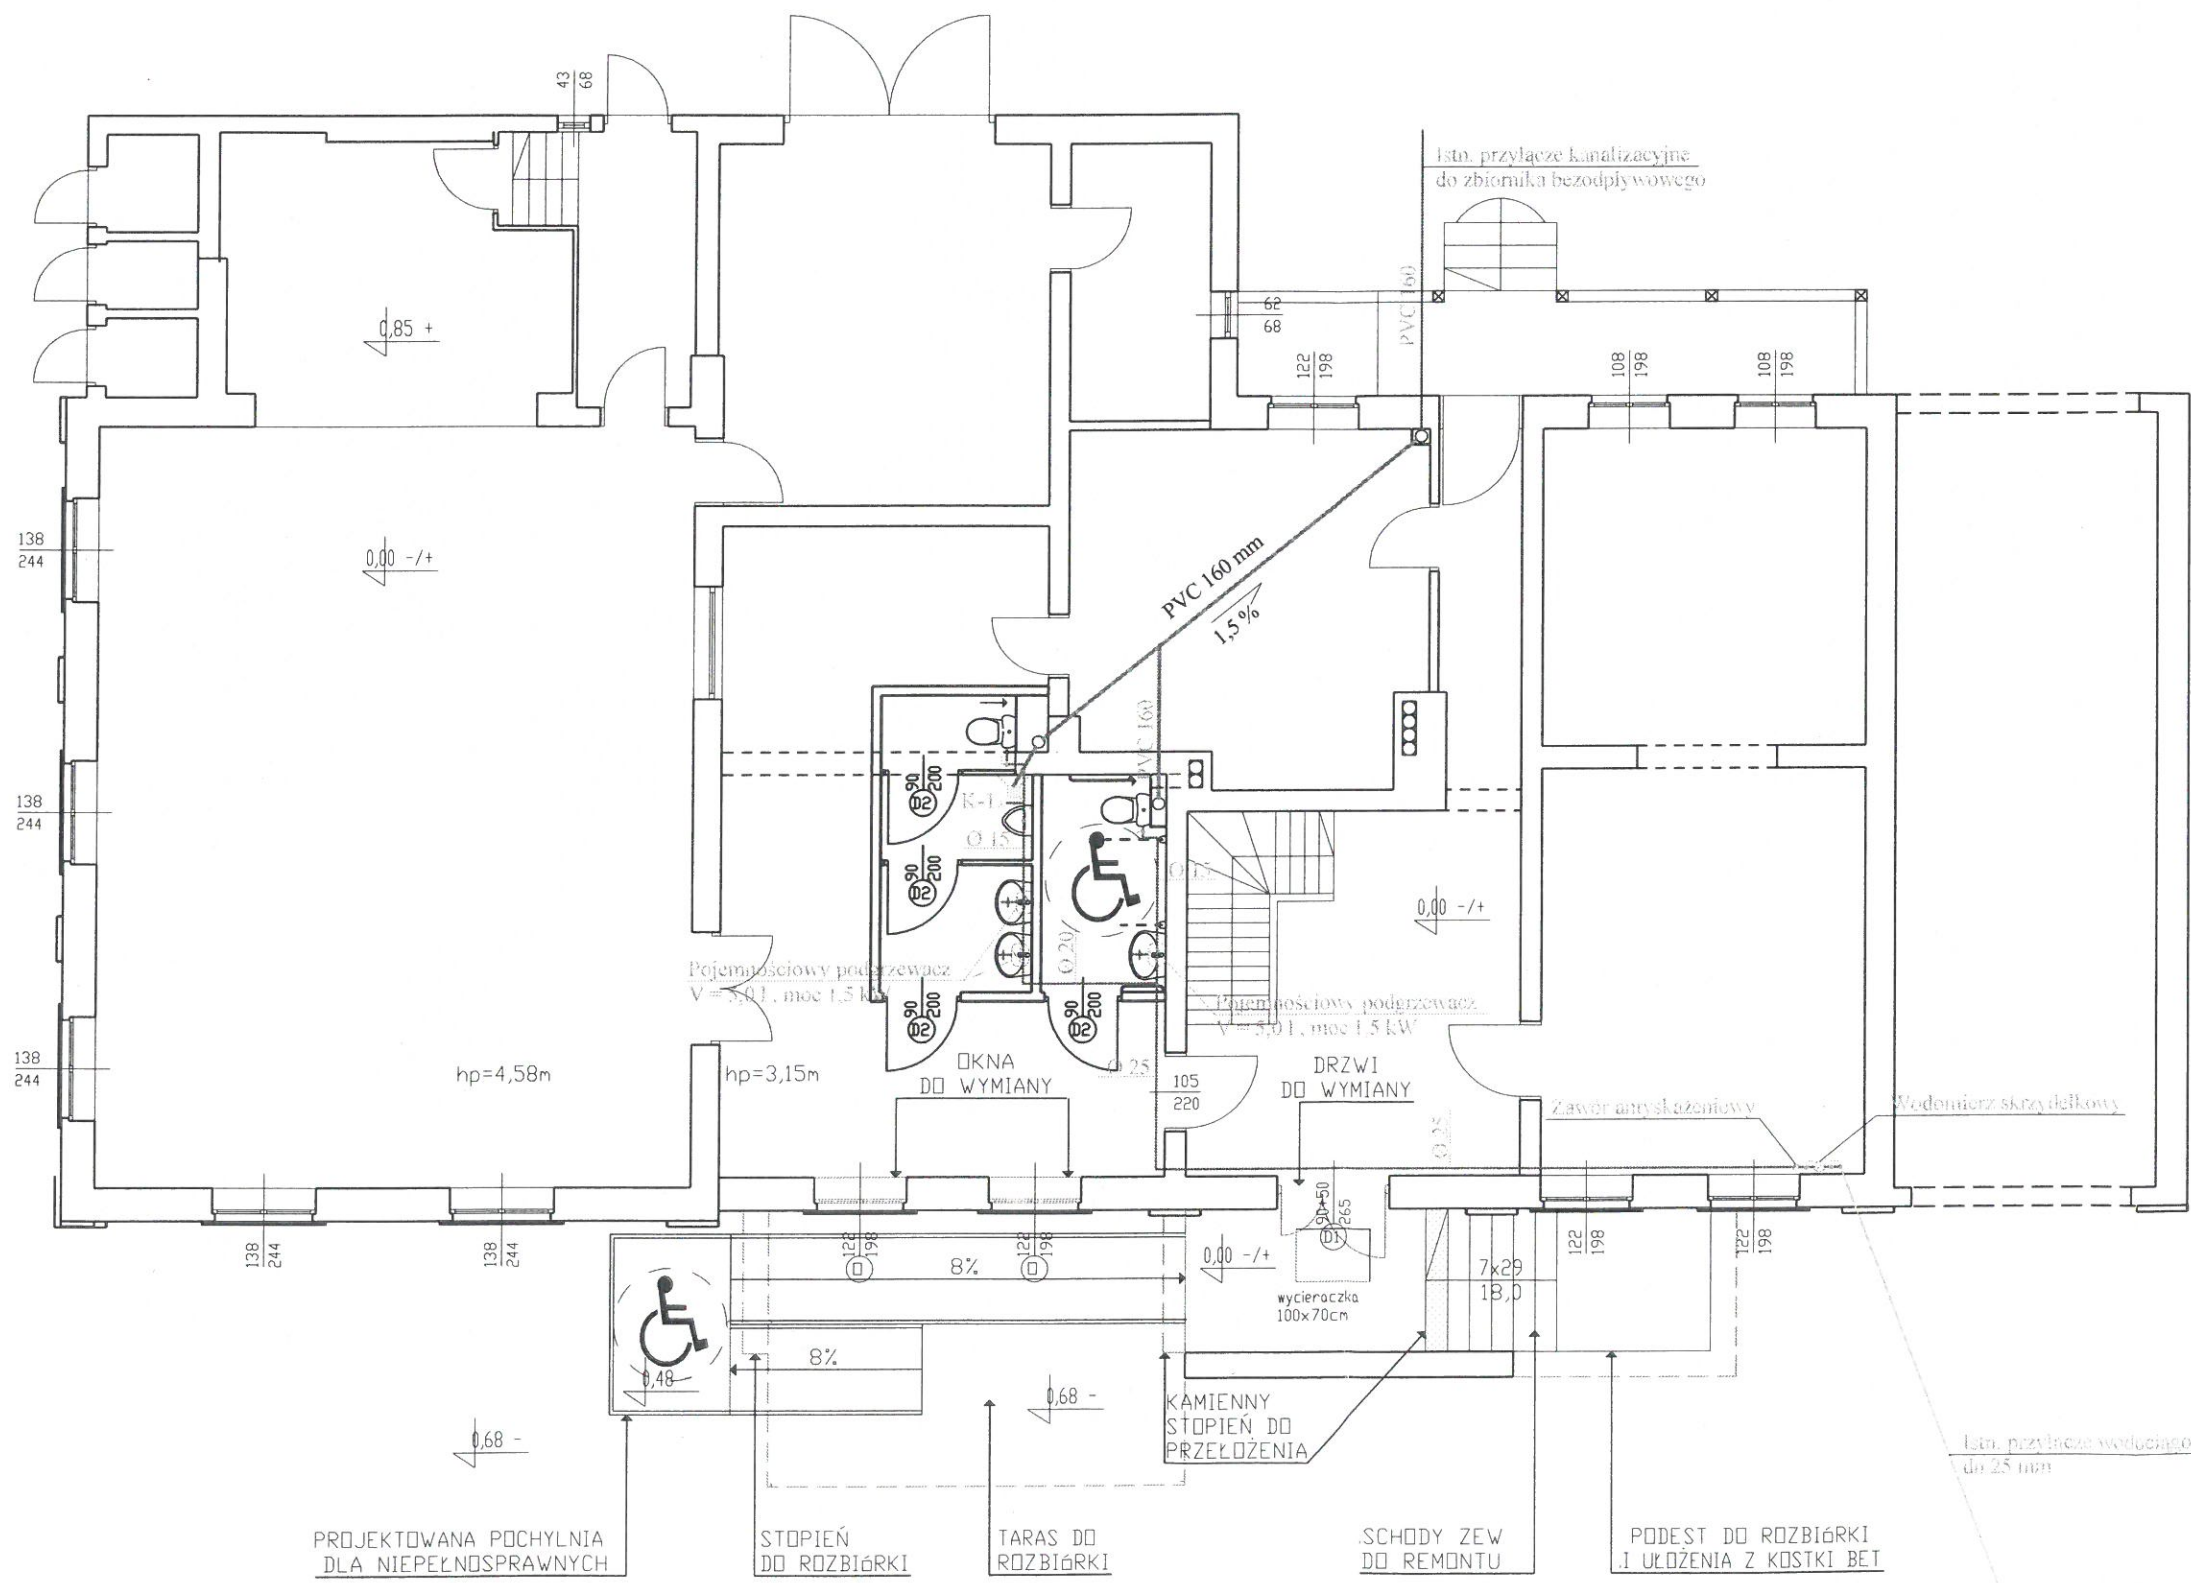 43
68
Istn. przyłącze kanalizacyjne
do zbiornika bezodpływowego
PVC 160
62
68
122
198
108
198
108
198
0,85 +
138
244
0,00 -/+
PVC 160 mm
1,5 %
PVC 160
90
200
D2
K-1
Ø 15
138
244
90
200
D2
Ø 15
0,00 -/+
Ø 20
Pojemnościowy podgrzewacz
V = 5,0 l , moc 1,5 kW
Pojemnościowy podgrzewacz
V = 5,0 l , moc 1,5 kW
90
200
D2
90
200
D2
138
244
hp=4,58m
hp=3,15m
OKNA
DO WYMIANY
Ø 25
105
220
DRZWI
DO WYMIANY
Ø 25
Zawór antyskażeniowy
Wodomierz skrzydełkowy
138
244
138
244
122
198
122
198
8%
0,00 -/+
90+50
265
D1
wycieraczka
100x70cm
7x29
18,0
122
198
122
198
8%
0,48-
0,68 -
0,68 -
KAMIENNY
STOPIEŃ DO
PRZEŁOŻENIA
Istn. przyłącze wodociągo
do 25 mm
PROJEKTOWANA POCHYLNIA
DLA NIEPEŁNOSPRAWNYCH
STOPIEŃ
DO ROZBIÓRKI
TARAS DO
ROZBIÓRKI
SCHODY ZEW
DO REMONTU
PODEST DO ROZBIÓRKI
I UŁOŻENIA Z KOSTKI BET